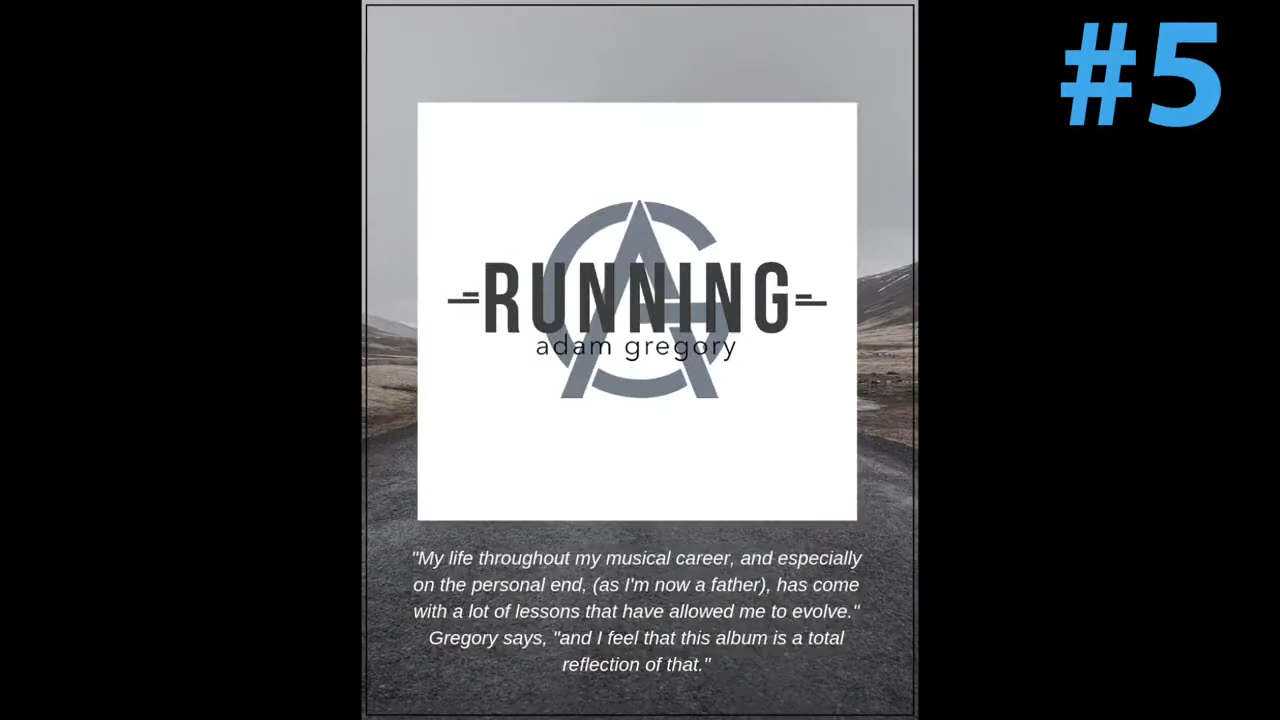 #5
RUNNING
adam gregory
"My life throughout my musical career, and especially
on the personal end, (as I'm now a father), has come
with a lot of lessons that have allowed me to evolve."
Gregory says, "and I feel that this album is a total
reflection of that."